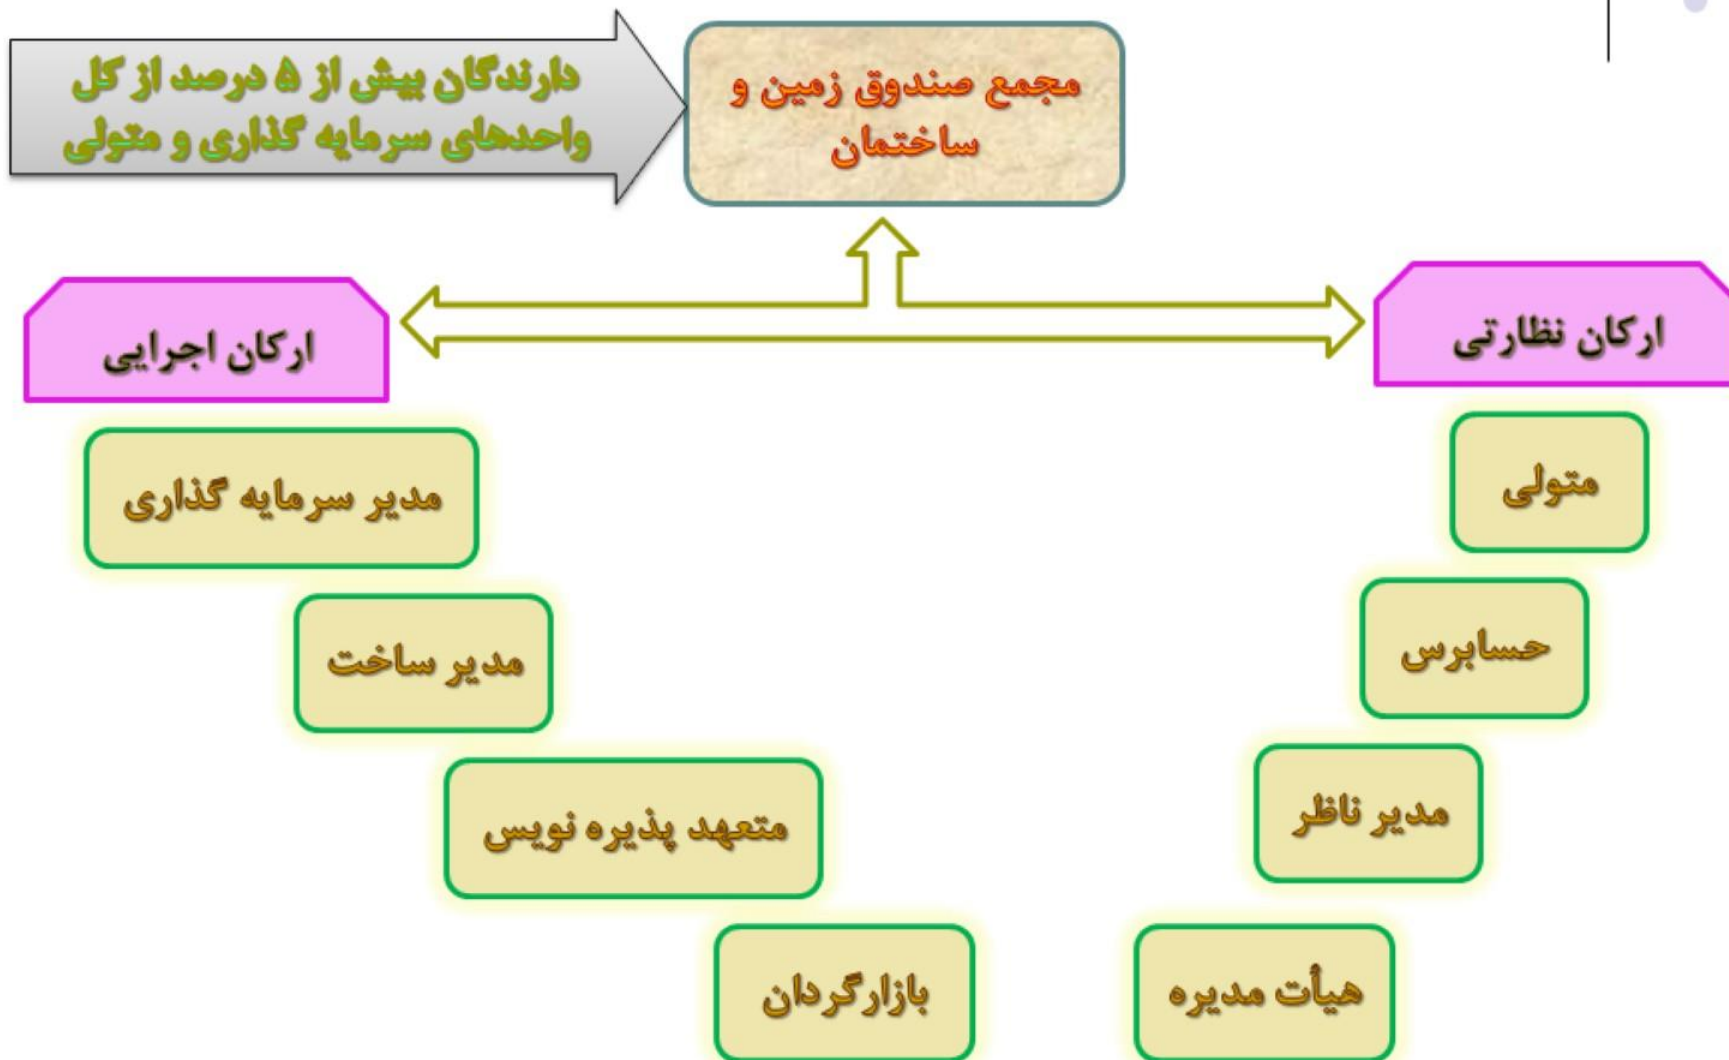 دارندگان بیش از ۵ درصد از کل
واحدهای سرمایه گذاری و متولی
مجمع صندوق زمین و
ساختمان
ارکان نظارتی
متولی
حسابرس
مدیر ناظر
هیأت مدیره
ارکان اجرایی
مدیر سرمایه گذاری
مدیر ساخت
متعهد پذیره نویس
بازارگردان